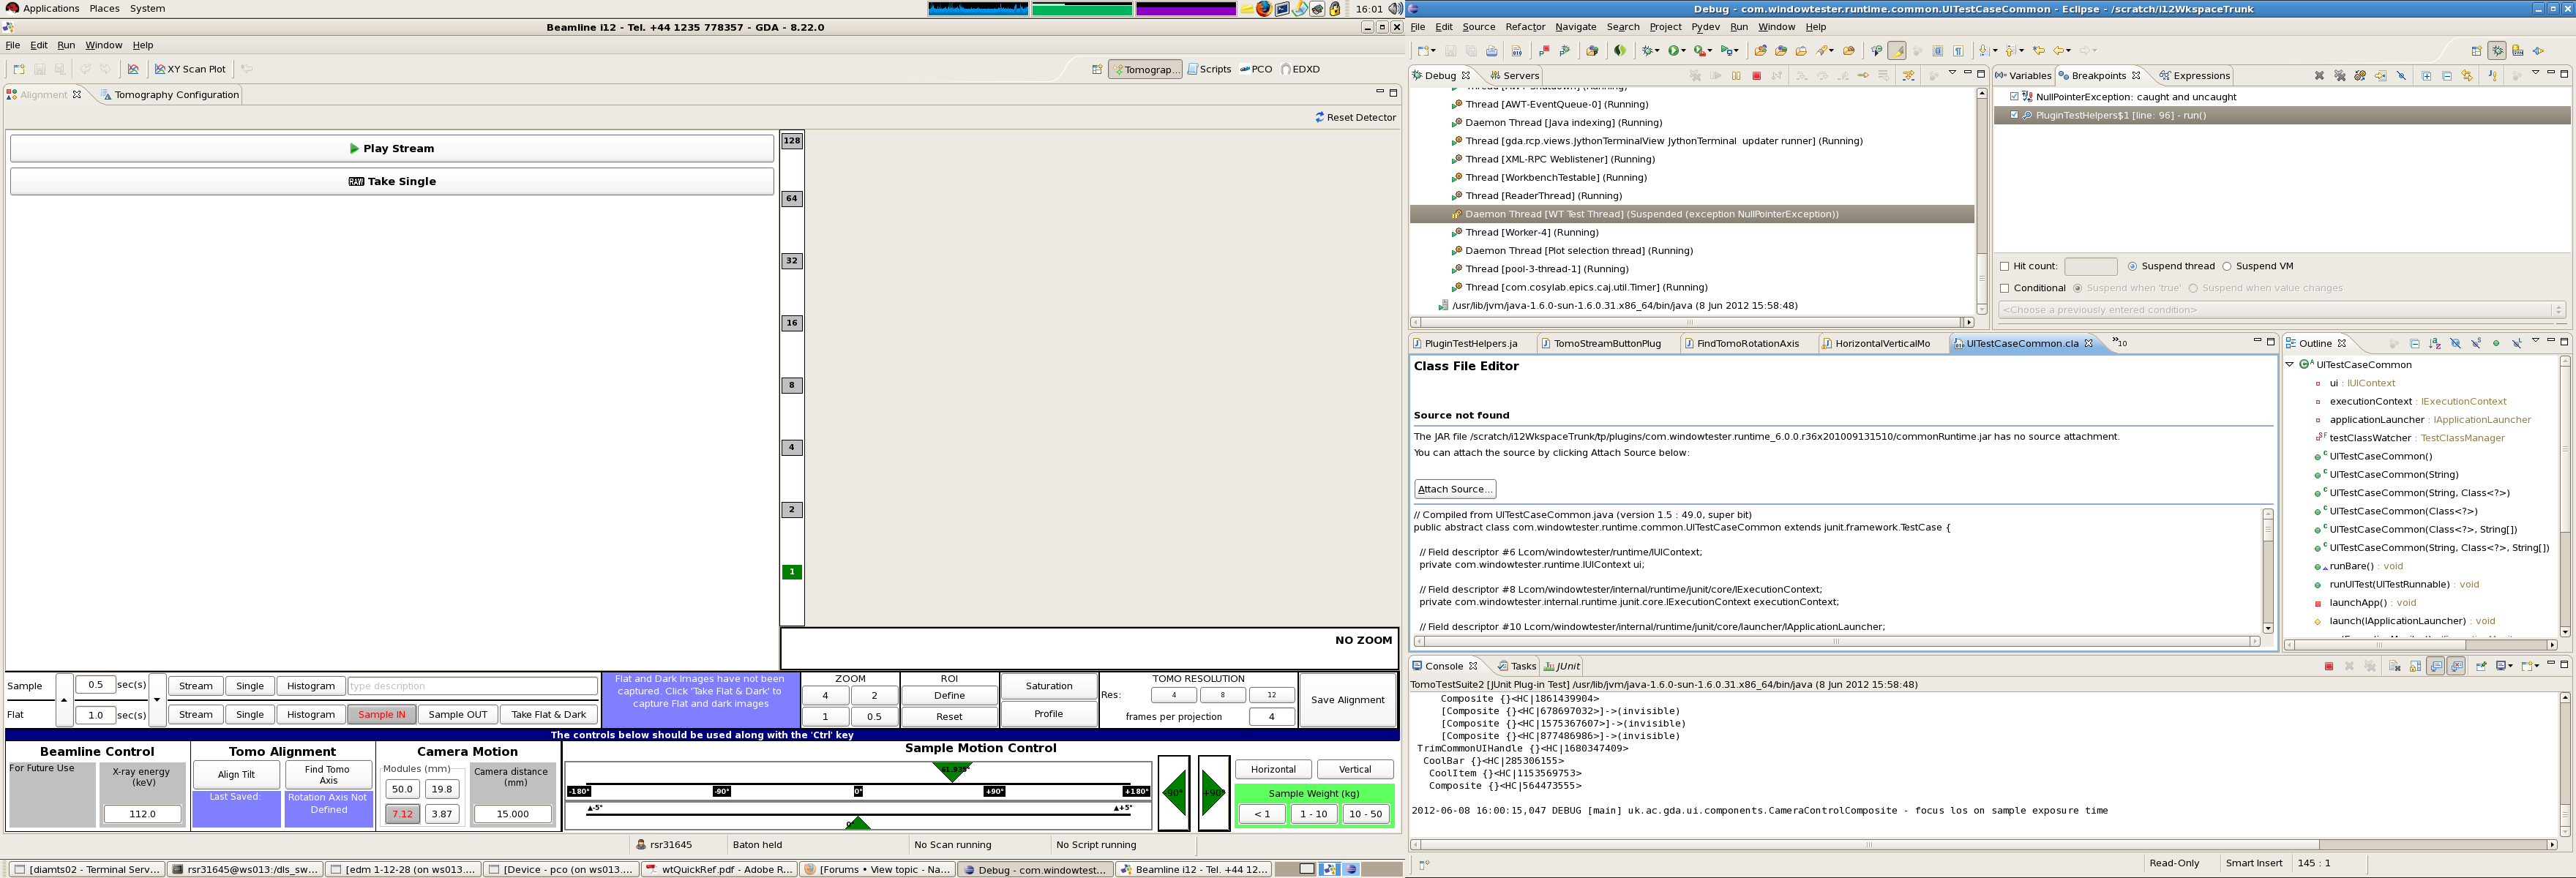 Applications Places System
16:01
Beamline i12 - Tel. +44 1235 778357 - GDA - 8.22.0
File Edit Run Window Help
XY Scan Plot
Tomograp... Scripts PCO EDXD
Alignment Tomography Configuration
Reset Detector
Play Stream
Take Single
128
64
32
16
8
4
2
1
NO ZOOM
Sample 0.5 sec(s) Stream Single Histogram type description
Flat 1.0 sec(s) Stream Single Histogram Sample IN Sample OUT Take Flat & Dark
Flat and Dark Images have not been
captured. Click 'Take Flat & Dark' to
capture Flat and dark images
ZOOM
4 2
1 0.5
ROI
Define
Reset
Saturation
Profile
TOMO RESOLUTION
Res: 4 8 12
frames per projection 4
Save Alignment
The controls below should be used along with the 'Ctrl' key
Beamline Control
For Future Use
X-ray energy
(keV)
112.0
Tomo Alignment
Align Tilt
Find Tomo
Axis
Last Saved:
Rotation Axis Not
Defined
Camera Motion
Modules (mm)
50.0 19.8
7.12 3.87
Camera distance
(mm)
15.000
Sample Motion Control
-180° -90° 0° +90° +180°
-5° +5°
+90°
Horizontal Vertical
Sample Weight (kg)
< 1 1 - 10 10 - 50
rsr31645 Baton held No Scan running No Script running
[diamts02 - Terminal Serv... rsr31645@ws013:/dls_sw... [edm 1-12-28 (on ws013.... [Device - pco (on ws013.... wtQuickRef.pdf - Adobe R... [Forums • View topic - Na... Debug - com.windowtest... Beamline i12 - Tel. +44 12...
Debug - com.windowtester.runtime.common.UITestCaseCommon - Eclipse - /scratch/i12WkspaceTrunk
File Edit Source Refactor Navigate Search Project Pydev Run Window Help
Debug Servers
Thread [AWT-Shutdown] (Running)
Thread [AWT-EventQueue-0] (Running)
Daemon Thread [Java indexing] (Running)
Thread [gda.rcp.views.JythonTerminalView JythonTerminal updater runner] (Running)
Thread [XML-RPC Weblistener] (Running)
Thread [WorkbenchTestable] (Running)
Thread [ReaderThread] (Running)
Daemon Thread [WT Test Thread] (Suspended (exception NullPointerException))
Thread [Worker-4] (Running)
Daemon Thread [Plot selection thread] (Running)
Thread [pool-3-thread-1] (Running)
Thread [com.cosylab.epics.caj.util.Timer] (Running)
/usr/lib/jvm/java-1.6.0-sun-1.6.0.31.x86_64/bin/java (8 Jun 2012 15:58:48)
Variables Breakpoints Expressions
NullPointerException: caught and uncaught
PluginTestHelpers$1 [line: 96] - run()
Hit count: Suspend thread Suspend VM
Conditional Suspend when 'true' Suspend when value changes
<Choose a previously entered condition>
PluginTestHelpers.ja TomoStreamButtonPlug FindTomoRotationAxis HorizontalVerticalMo UITestCaseCommon.cla »10
Class File Editor
Source not found
The JAR file /scratch/i12WkspaceTrunk/tp/plugins/com.windowtester.runtime_6.0.0.r36x201009131510/commonRuntime.jar has no source attachment.
You can attach the source by clicking Attach Source below:
Attach Source...
// Compiled from UITestCaseCommon.java (version 1.5 : 49.0, super bit)
public abstract class com.windowtester.runtime.common.UITestCaseCommon extends junit.framework.TestCase {
// Field descriptor #6 Lcom/windowtester/runtime/IUIContext;
private com.windowtester.runtime.IUIContext ui;
// Field descriptor #8 Lcom/windowtester/internal/runtime/junit/core/IExecutionContext;
private com.windowtester.internal.runtime.junit.core.IExecutionContext executionContext;
// Field descriptor #10 Lcom/windowtester/internal/runtime/junit/core/launcher/IApplicationLauncher;
Outline
UITestCaseCommon
ui : IUIContext
executionContext : IExecutionContext
applicationLauncher : IApplicationLauncher
testClassWatcher : TestClassManager
UITestCaseCommon()
UITestCaseCommon(String)
UITestCaseCommon(String, Class<?>)
UITestCaseCommon(Class<?>)
UITestCaseCommon(Class<?>, String[])
UITestCaseCommon(String, Class<?>, String[])
runBare() : void
runUITest(UITestRunnable) : void
launchApp() : void
launch(IApplicationLauncher) : void
Console Tasks JUnit
TomoTestSuite2 [JUnit Plug-in Test] /usr/lib/jvm/java-1.6.0-sun-1.6.0.31.x86_64/bin/java (8 Jun 2012 15:58:48)
Composite {}<HC|1861439904>
[Composite {}<HC|678697032>]->(invisible)
[Composite {}<HC|1575367607>]->(invisible)
[Composite {}<HC|877486986>]->(invisible)
TrimCommonUIHandle {}<HC|1680347409>
CoolBar {}<HC|285306155>
CoolItem {}<HC|1153569753>
Composite {}<HC|564473555>
2012-06-08 16:00:15,047 DEBUG [main] uk.ac.gda.ui.components.CameraControlComposite - focus los on sample exposure time
Read-Only Smart Insert 145 : 1